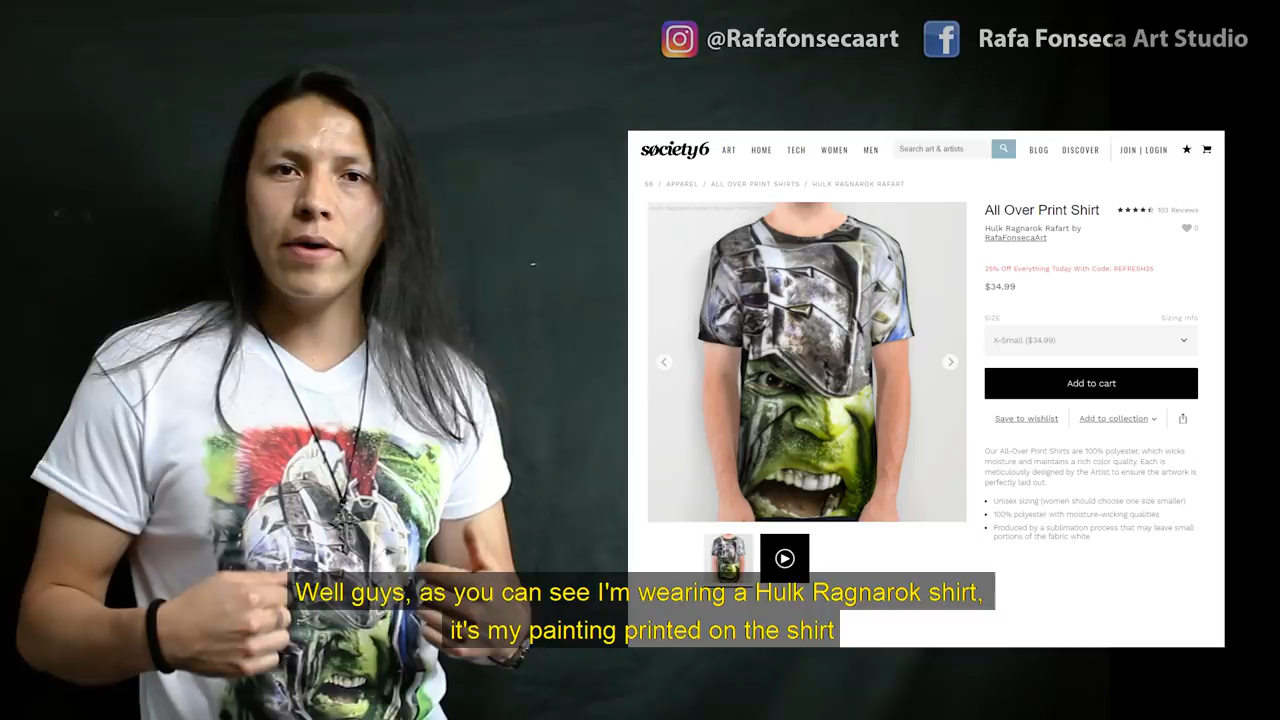 @Rafafonsecaart
Rafa Fonseca Art Studio
society6
ART HOME TECH WOMEN MEN
Search art & artists
BLOG DISCOVER
JOIN | LOGIN
S6 / APPAREL / ALL OVER PRINT SHIRTS / HULK RAGNAROK RAFART
All Over Print Shirt
103 Reviews
Hulk Ragnarok Rafart by
RafaFonsecaArt
0
25% Off Everything Today With Code: REFRESH25
$34.99
SIZE
Sizing Info
X-Small ($34.99)
Add to cart
Save to wishlist
Add to collection
Our All-Over Print Shirts are 100% polyester, which wicks
moisture and maintains a rich color quality. Each is
meticulously designed by the Artist to ensure the artwork is
perfectly laid out.
Unisex sizing (women should choose one size smaller)
100% polyester with moisture-wicking qualities
Produced by a sublimation process that may leave small
portions of the fabric white
Well guys, as you can see I'm wearing a Hulk Ragnarok shirt,
it's my painting printed on the shirt